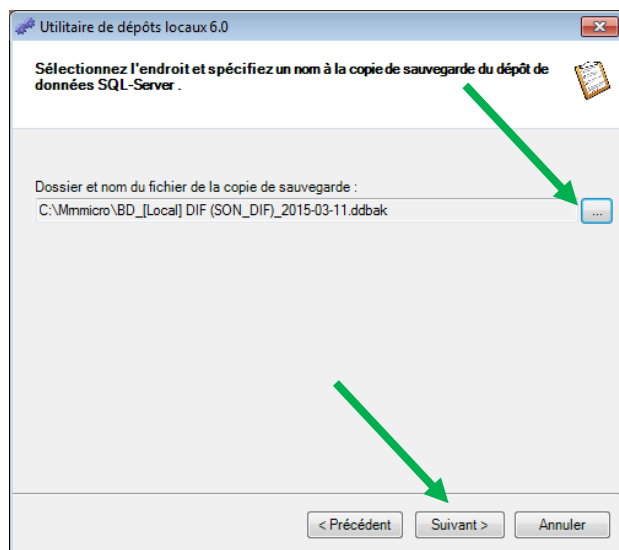 Utilitaire de dépôts locaux 6.0
Sélectionnez l'endroit et spécifiez un nom à la copie de sauvegarde du dépôt de
données SQL-Server .
Dossier et nom du fichier de la copie de sauvegarde :
C:\Mmmicro\BD_[Local] DIF (SON_DIF)_2015-03-11.ddbak
...
< Précédent
Suivant >
Annuler